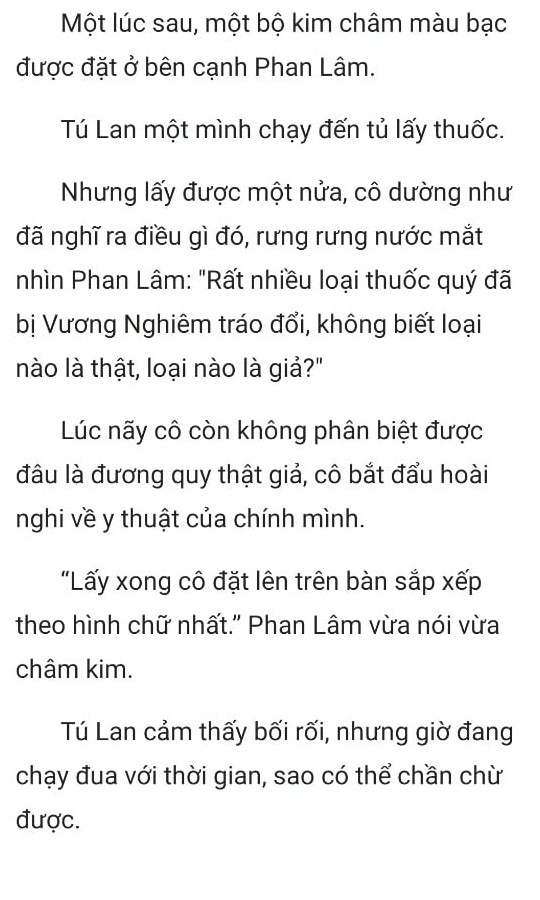 Một lúc sau, một bộ kim châm màu bạc
được đặt ở bên cạnh Phan Lâm.
Tú Lan một mình chạy đến tủ lấy thuốc.
Nhưng lấy được một nửa, cô dường như
đã nghĩ ra điều gì đó, rưng rưng nước mắt
nhìn Phan Lâm: "Rất nhiều loại thuốc quý đã
bị Vương Nghiêm tráo đổi, không biết loại
nào là thật, loại nào là giả?"
Lúc nãy cô còn không phân biệt được
đâu là đương quy thật giả, cô bắt đẩu hoài
nghi về y thuật của chính mình.
“Lấy xong cô đặt lên trên bàn sắp xếp
theo hình chữ nhất.” Phan Lâm vừa nói vừa
châm kim.
Tú Lan cảm thấy bối rối, nhưng giờ đang
chạy đua với thời gian, sao có thể chần chừ
được.